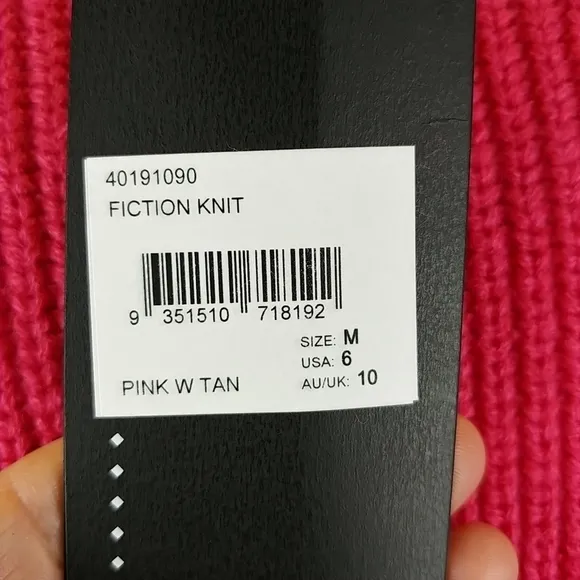 40191090
FICTION KNIT
9 351510 718192
SIZE: M
USA: 6
PINK W TAN
AU/UK: 10